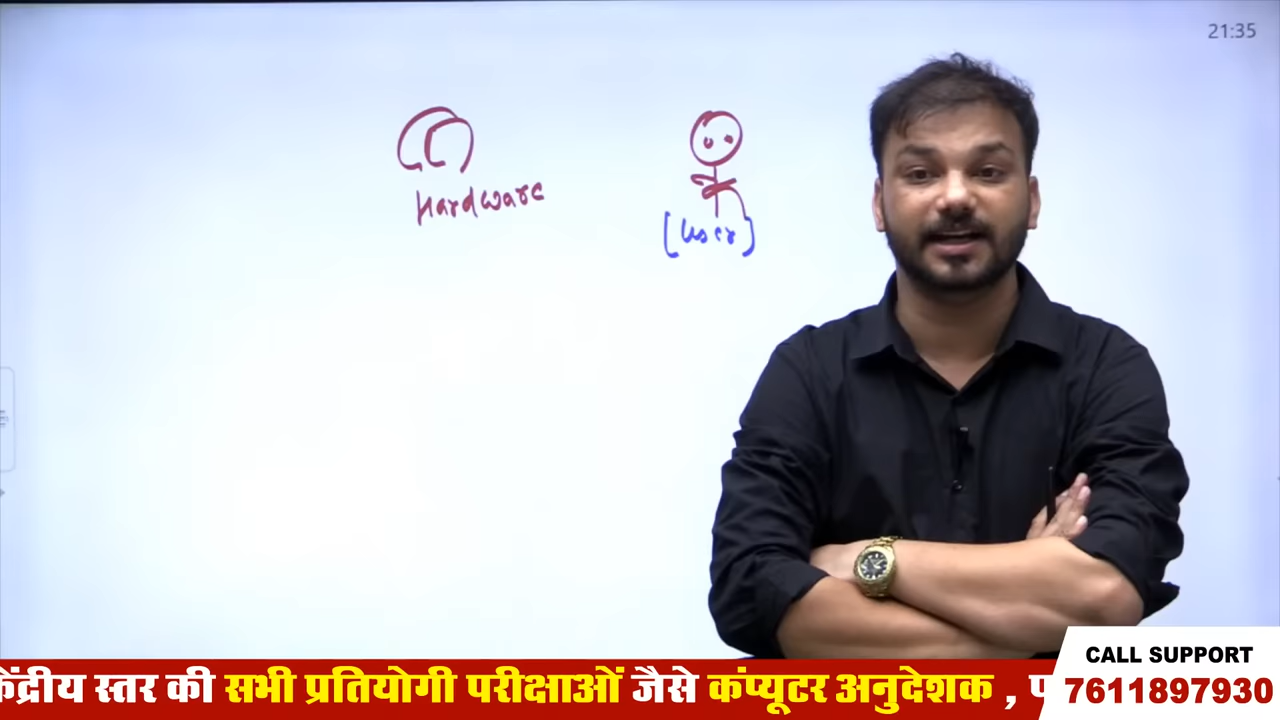 21:35
Hardware
[User]
केंद्रीय स्तर की सभी प्रतियोगी परीक्षाओं जैसे कंप्यूटर अनुदेशक ,
CALL SUPPORT
7611897930